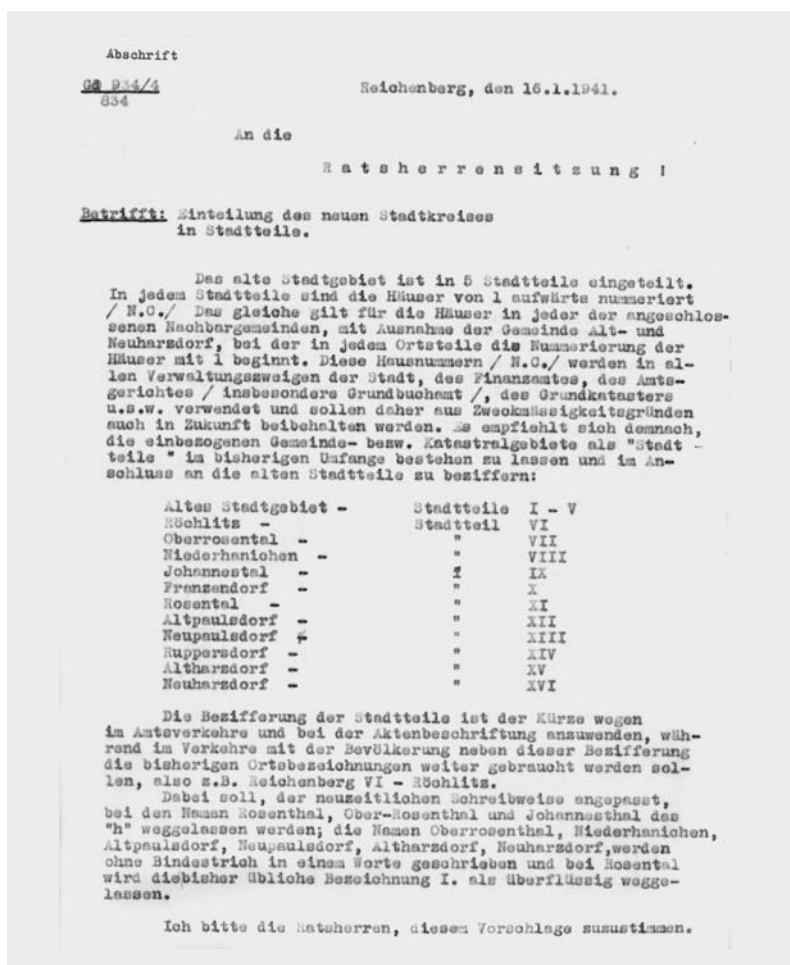 Abschrift
Gd 934/4
834
Reichenberg, den 16.1.1941.
An die
Ratsherrensitzung !
Betrifft: Einteilung des neuen Stadtkreises
in Stadtteile.
Das alte Stadtgebiet ist in 5 Stadtteile eingeteilt.
In jedem Stadtteile sind die Häuser von 1 aufwärts nummeriert
/ N.C./ Das gleiche gilt für die Häuser in jeder der angeschlos-
senen Nachbargemeinden, mit Ausnahme der Gemeinde Alt- und
Neuharzdorf, bei der in jedem Ortsteile die Nummerierung der
Häuser mit 1 beginnt. Diese Hausnummern / N.C./ werden in al-
len Verwaltungszweigen der Stadt, des Finanzamtes, des Amts-
gerichtes / insbesondere Grundbuchamt /, des Grundkatasters
u.s.w. verwendet und sollen daher aus Zweckmässigkeitsgründen
auch in Zukunft beibehalten werden. Es empfiehlt sich demnach,
die einbezogenen Gemeinde- bezw. Katastralgebiete als "Stadt -
teile " im bisherigen Umfange bestehen zu lassen und im An-
schluss an die alten Stadtteile zu beziffern:
Altes Stadtgebiet - Stadtteile I - V
Röchlitz - Stadtteil VI
Oberrosental - " VII
Niederhanichen - " VIII
Johannestal - " IX
Franzendorf - " X
Rosental - " XI
Altpaulsdorf - " XII
Neupaulsdorf - " XIII
Ruppersdorf - " XIV
Altharzdorf - " XV
Neuharzdorf - " XVI
Die Bezifferung der Stadtteile ist der Kürze wegen
im Amtsverkehre und bei der Aktenbeschriftung anzuwenden, wäh-
rend im Verkehre mit der Bevölkerung neben dieser Bezifferung
die bisherigen Ortsbezeichnungen weiter gebraucht werden sol-
len, also z.B. Reichenberg VI - Röchlitz.
Dabei soll, der neuzeitlichen Schreibweise angepasst,
bei den Namen Rosenthal, Ober-Rosenthal und Johannesthal das
"h" weggelassen werden; die Namen Oberrosenthal, Niederhanichen,
Altpaulsdorf, Neupaulsdorf, Altharzdorf, Neuharzdorf,werden
ohne Bindestrich in einem Worte geschrieben und bei Rosental
wird diebisher übliche Bezeichnung I. als überflüssig wegge-
lassen.
Ich bitte die Ratsherren, diesem Vorschlage zuzustimmen.